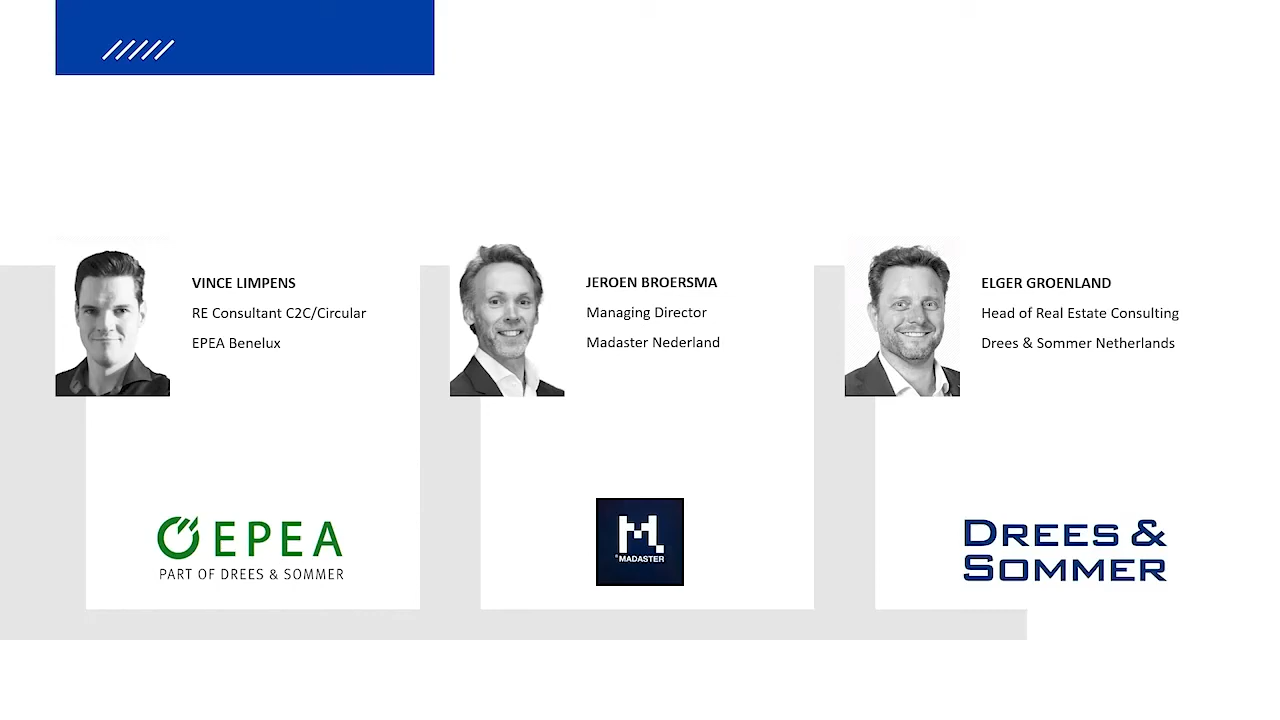 VINCE LIMPENS
RE Consultant C2C/Circular
EPEA Benelux
JEROEN BROERSMA
Managing Director
Madaster Nederland
ELGER GROENLAND
Head of Real Estate Consulting
Drees & Sommer Netherlands
EPEA
PART OF DREES & SOMMER
M.
MADASTER
DREES &
SOMMER